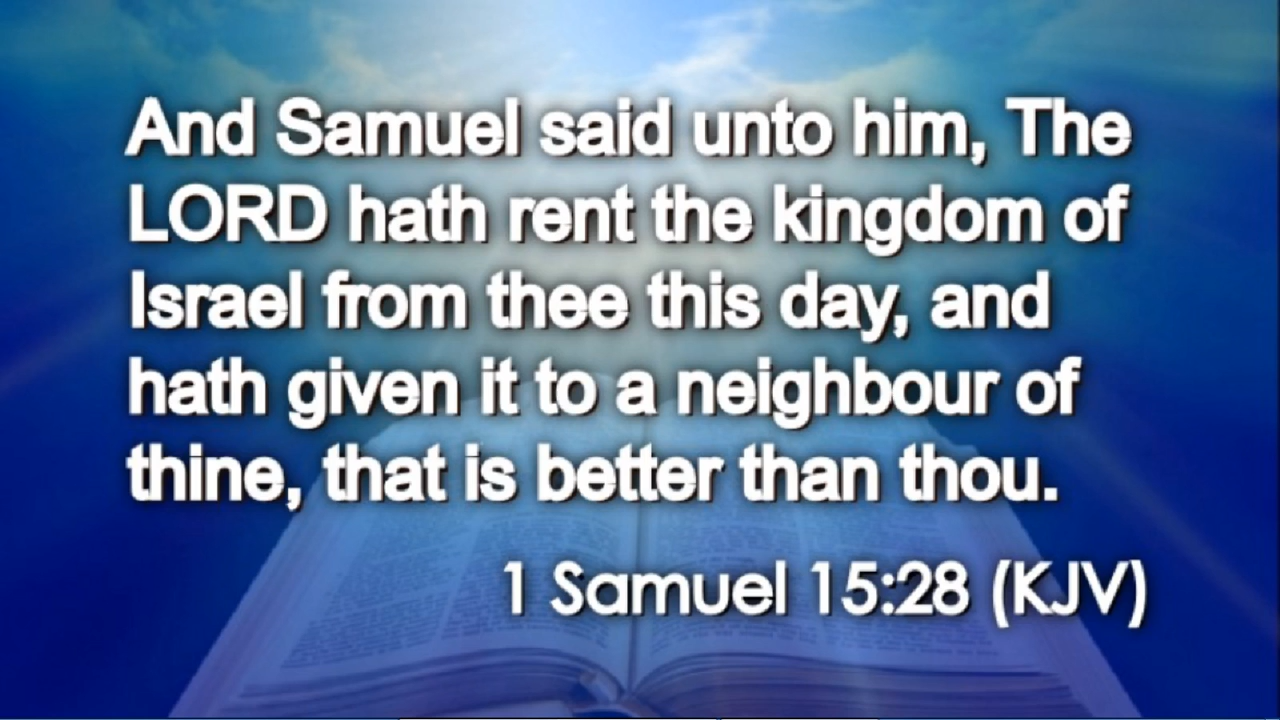 And Samuel said unto him, The
LORD hath rent the kingdom of
Israel from thee this day, and
hath given it to a neighbour of
thine, that is better than thou.
1 Samuel 15:28 (KJV)